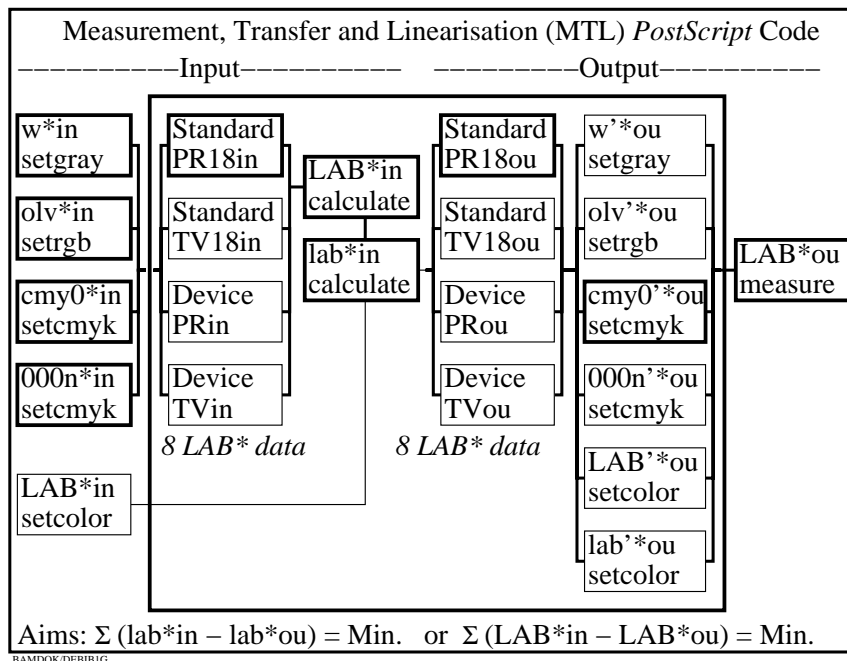 Measurement, Transfer and Linearisation (MTL) PostScript Code
−−−−−−−−−−Input−−−−−−−−−− −−−−−−−−−Output−−−−−−−−−−
w*in
setgray
olv*in
setrgb
cmy0*in
setcmyk
000n*in
setcmyk
LAB*in
setcolor
Standard
PR18in
Standard
TV18in
Device
PRin
Device
TVin
8 LAB* data
LAB*in
calculate
lab*in
calculate
Standard
PR18ou
Standard
TV18ou
Device
PRou
Device
TVou
8 LAB* data
w'*ou
setgray
olv'*ou
setrgb
cmy0'*ou
setcmyk
000n'*ou
setcmyk
LAB'*ou
setcolor
lab'*ou
setcolor
LAB*ou
measure
Aims: Σ (lab*in − lab*ou) = Min. or Σ (LAB*in − LAB*ou) = Min.